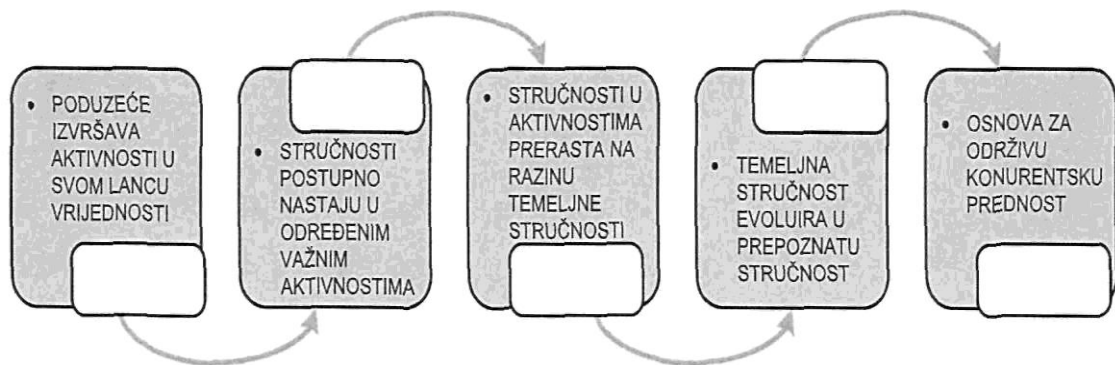 • PODUZEĆE
IZVRŠAVA
AKTIVNOSTI U
SVOM LANCU
VRIJEDNOSTI
• STRUČNOSTI
POSTUPNO
NASTAJU U
ODREĐENIM
VAŽNIM
AKTIVNOSTIMA
• STRUČNOSTI U
AKTIVNOSTIMA
PRERASTA NA
RAZINU
TEMELJNE
STRUČNOSTI
• TEMELJNA
STRUČNOST
EVOLUIRA U
PREPOZNATU
STRUČNOST
• OSNOVA ZA
ODRŽIVU
KONURENTSKU
PREDNOST